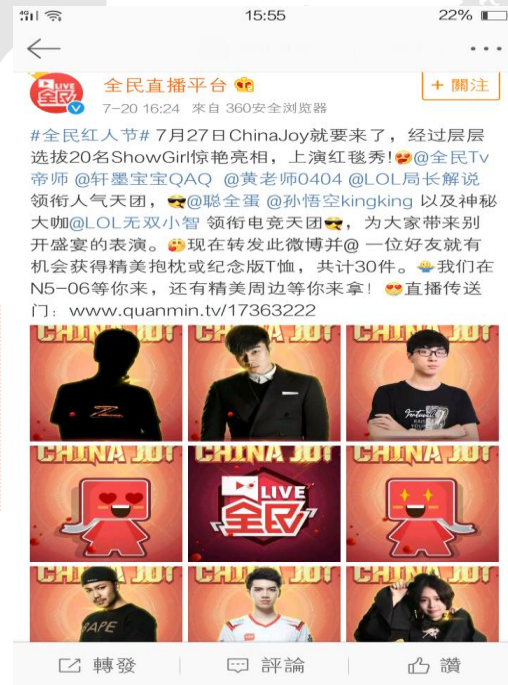 4G 15:55 22%
全民直播平台
+ 關注
7-20 16:24 來自 360安全浏览器
#全民红人节# 7月27日ChinaJoy就要来了，经过层层
选拔20名ShowGirl惊艳亮相，上演红毯秀!@全民Tv
帝师 @轩墨宝宝QAQ @黄老师0404 @LOL局长解说
领衔人气天团，@聪全蛋 @孙悟空kingking 以及神秘
大咖@LOL无双小智 领衔电竞天团，为大家带来别
开盛宴的表演。现在转发此微博并@ 一位好友就有
机会获得精美抱枕或纪念版T恤，共计30件。我们在
N5-06等你来，还有精美周边等你来拿！直播传送
门：www.quanmin.tv/17363222
CHINA JOY
CHINA JOY
CHINA JOY
CHINA JOY
CHINA JOY
LIVE
全民
CHINA JOY
CHINA JOY
BAPE
CHINA JOY
CHINA JOY
轉發
評論
讚